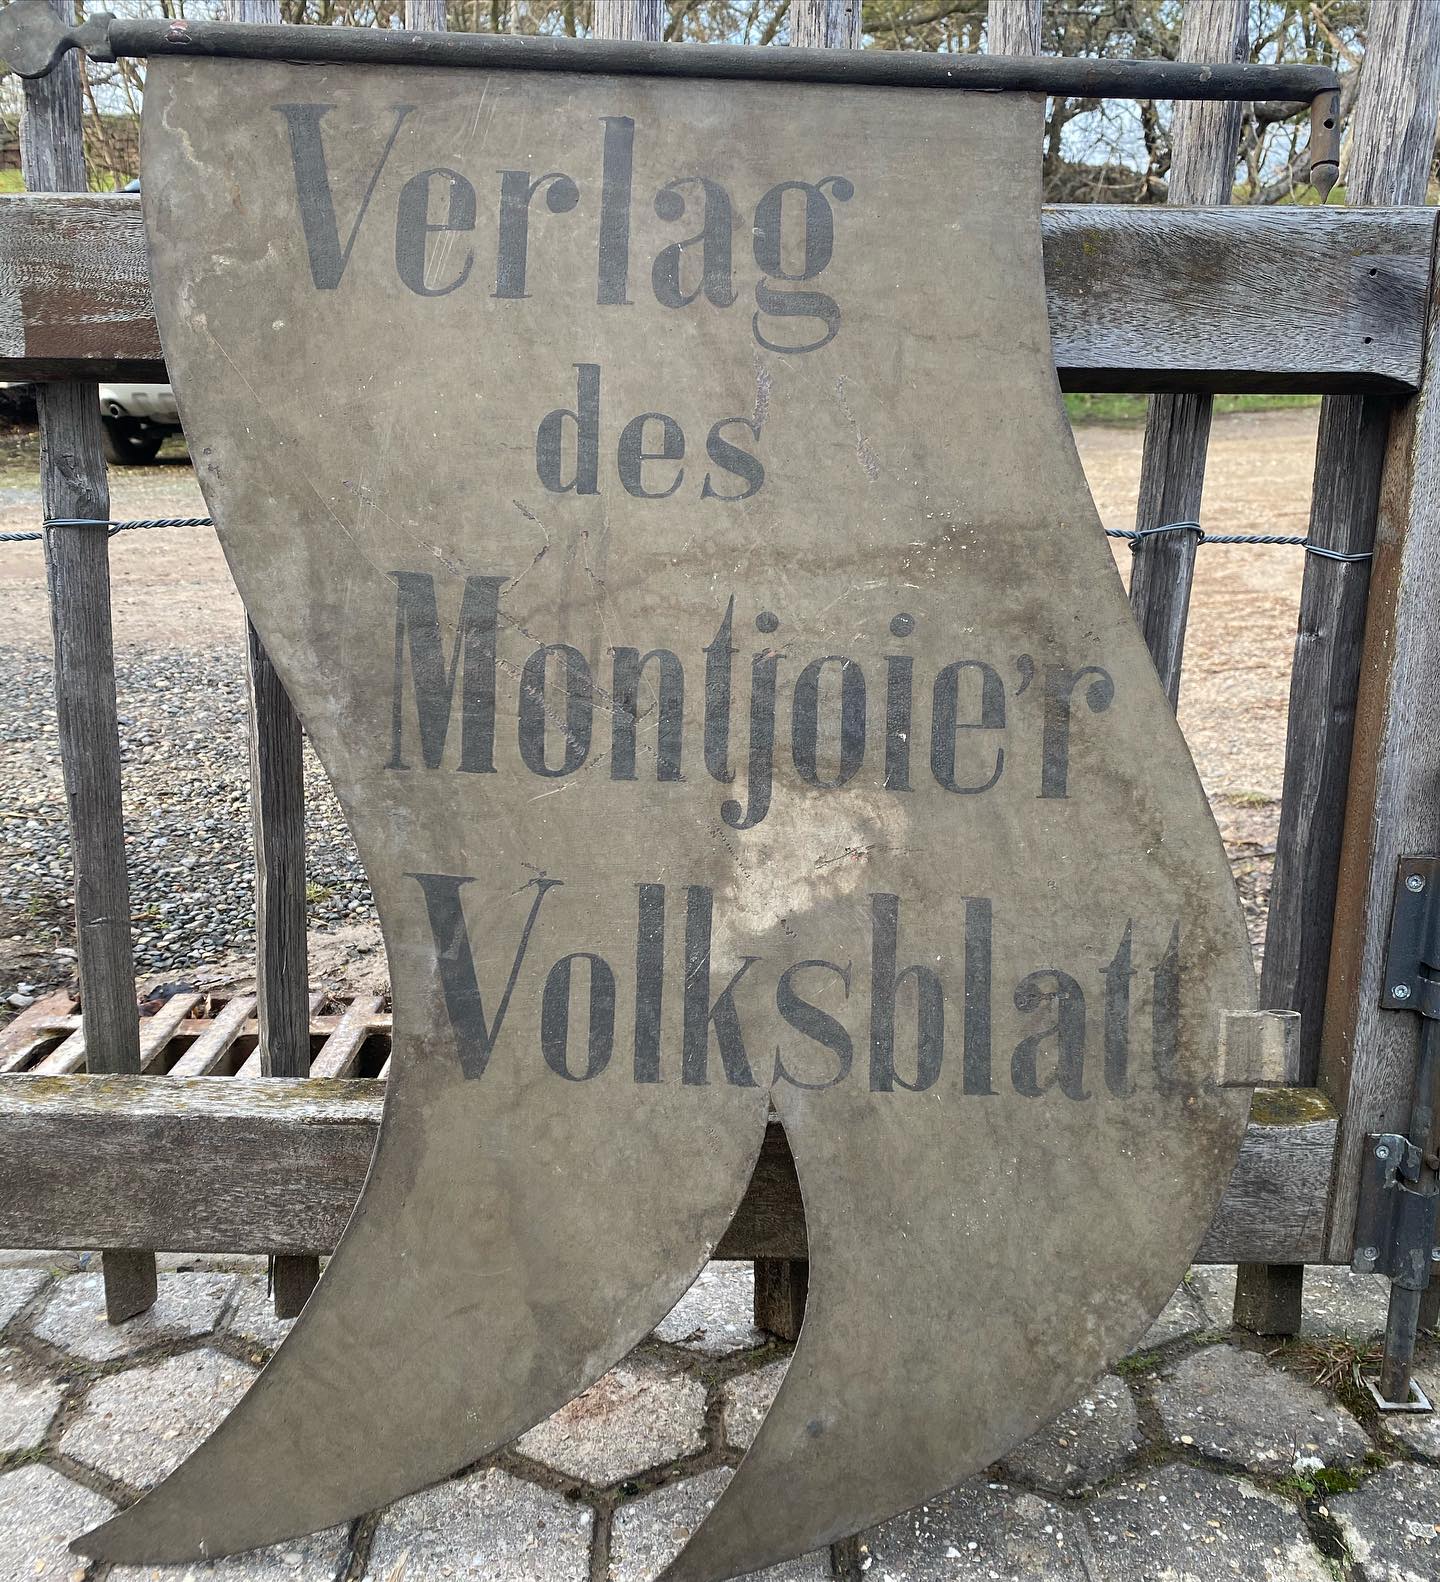 Verlag
des
Montjoie'r
Volksblatt